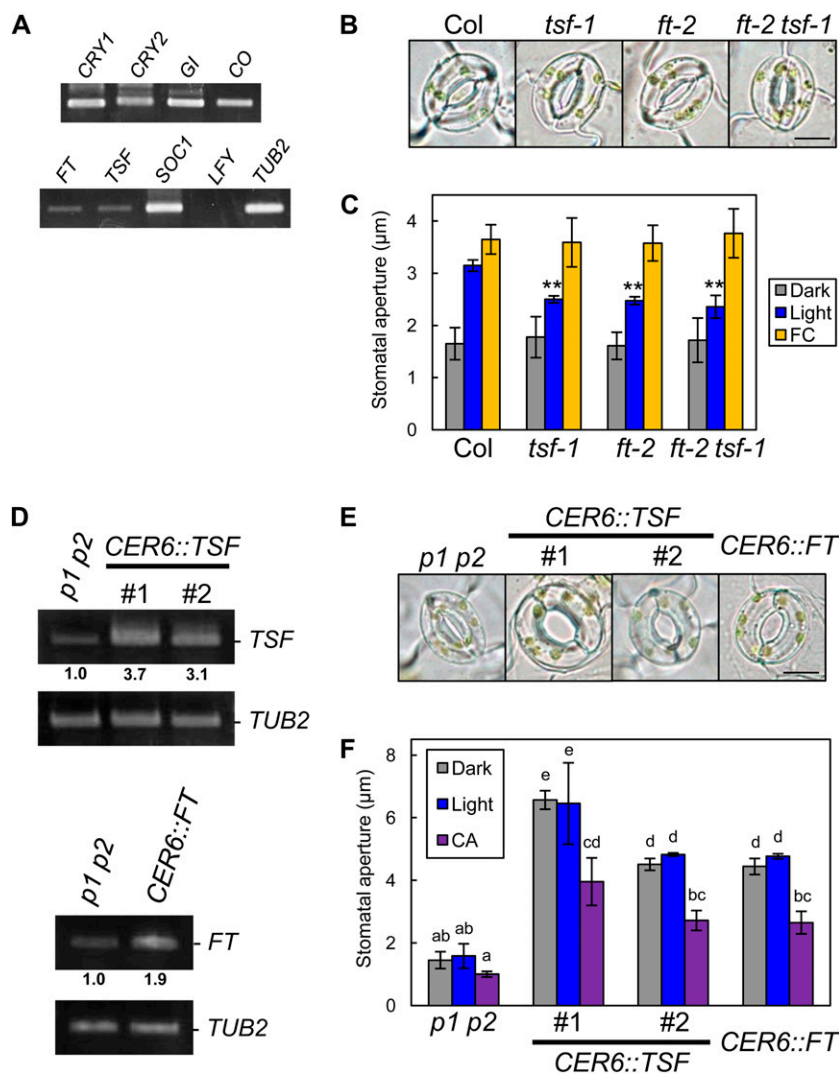 A
CRY1 CRY2 GI CO
FT TSF SOC1 LFY TUB2
B
Col tsf-1 ft-2 ft-2 tsf-1
C
Stomatal aperture (µm)
4
3
2
1
0
** ** **
Dark
Light
FC
Col tsf-1 ft-2 ft-2 tsf-1
D
p1 p2 CER6::TSF
#1 #2
TSF
1.0 3.7 3.1
TUB2
p1 p2 CER6::FT
FT
1.0 1.9
TUB2
E
CER6::TSF
p1 p2 #1 #2 CER6::FT
F
Stomatal aperture (µm)
8
6
4
2
0
Dark
Light
CA
ab ab a
e e cd
d d bc
d d bc
p1 p2 #1 #2 CER6::FT
CER6::TSF